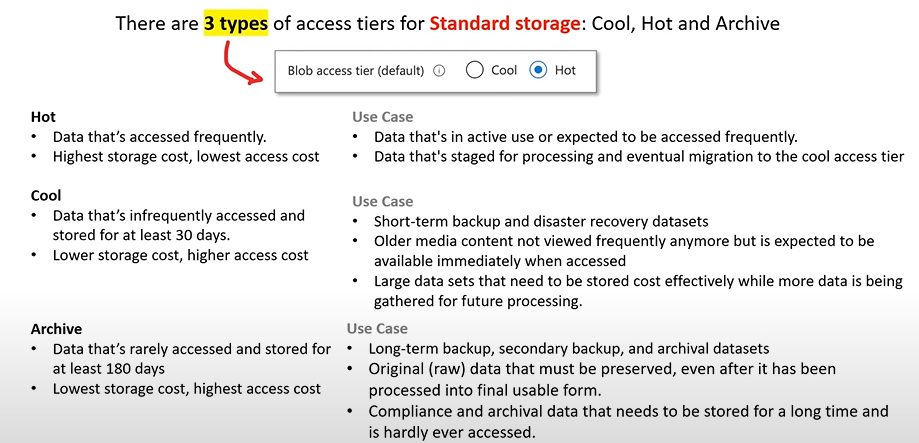 There are 3 types of access tiers for Standard storage: Cool, Hot and Archive
Blob access tier (default) Cool Hot
Hot
• Data that's accessed frequently.
• Highest storage cost, lowest access cost
Use Case
• Data that's in active use or expected to be accessed frequently.
• Data that's staged for processing and eventual migration to the cool access tier
Cool
• Data that's infrequently accessed and
stored for at least 30 days.
• Lower storage cost, higher access cost
Use Case
• Short-term backup and disaster recovery datasets
• Older media content not viewed frequently anymore but is expected to be
available immediately when accessed
• Large data sets that need to be stored cost effectively while more data is being
gathered for future processing.
Archive
• Data that's rarely accessed and stored for
at least 180 days
• Lowest storage cost, highest access cost
Use Case
• Long-term backup, secondary backup, and archival datasets
• Original (raw) data that must be preserved, even after it has been
processed into final usable form.
• Compliance and archival data that needs to be stored for a long time and
is hardly ever accessed.